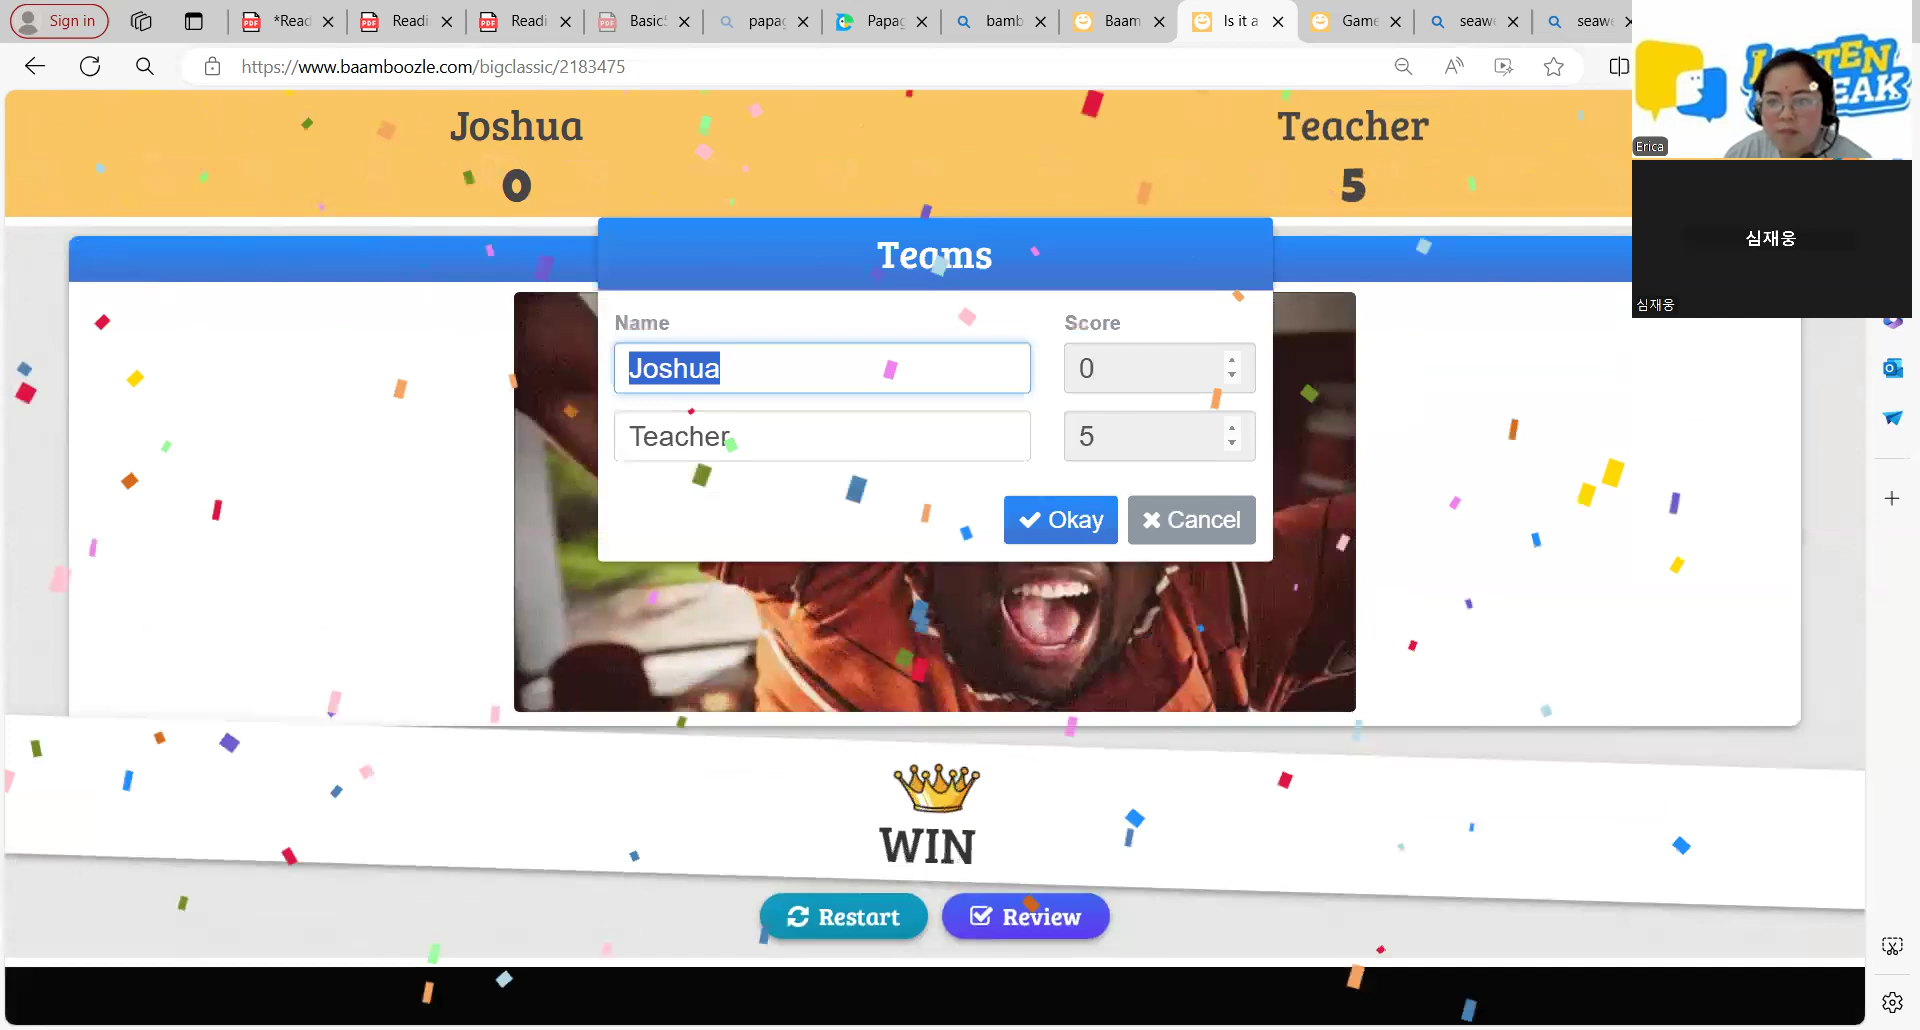 Sign in
*Read
Readi
Readi
Basic
papag
Papag
bamb
Baam
Is it a
Game
seaw
seaw
https://www.baamboozle.com/bigclassic/2183475
LISTEN
Erica
Joshua
Teacher
0
5
심재웅
심재웅
Teams
Name
Score
Joshua
0
Teacher
5
Okay
Cancel
WIN
Restart
Review